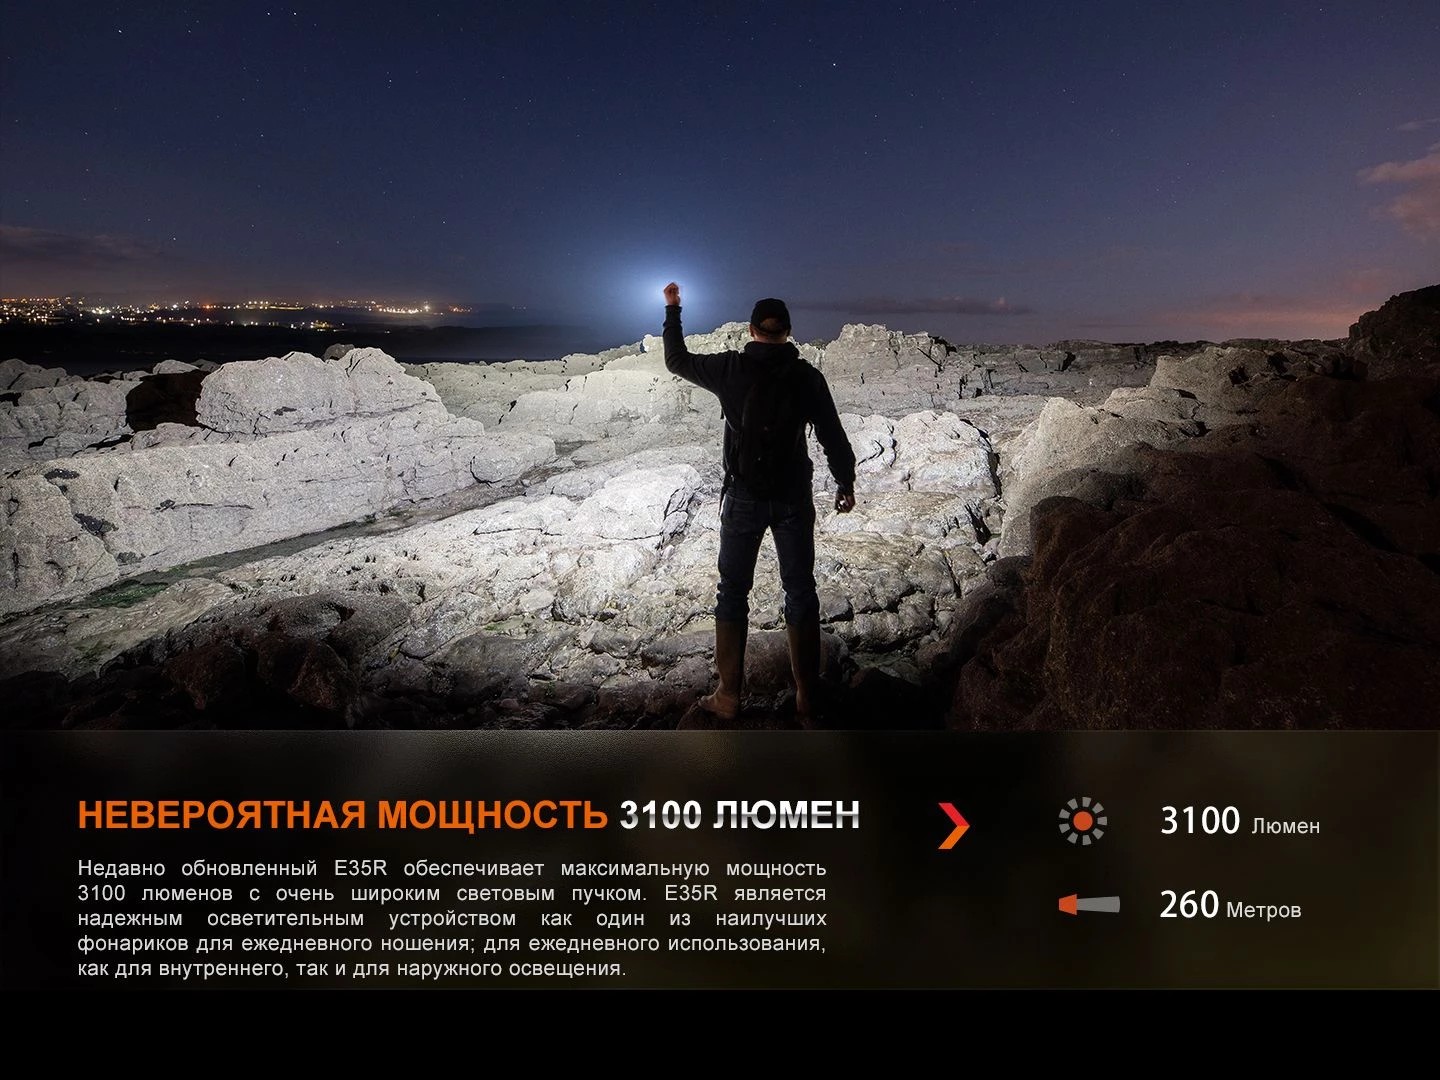 НЕВЕРОЯТНАЯ МОЩНОСТЬ 3100 ЛЮМЕН
Недавно обновленный E35R обеспечивает максимальную мощность
3100 люменов с очень широким световым пучком. E35R является
надежным осветительным устройством как один из наилучших
фонариков для ежедневного ношения; для ежедневного использования,
как для внутреннего, так и для наружного освещения.
3100 Люмен
260 Метров